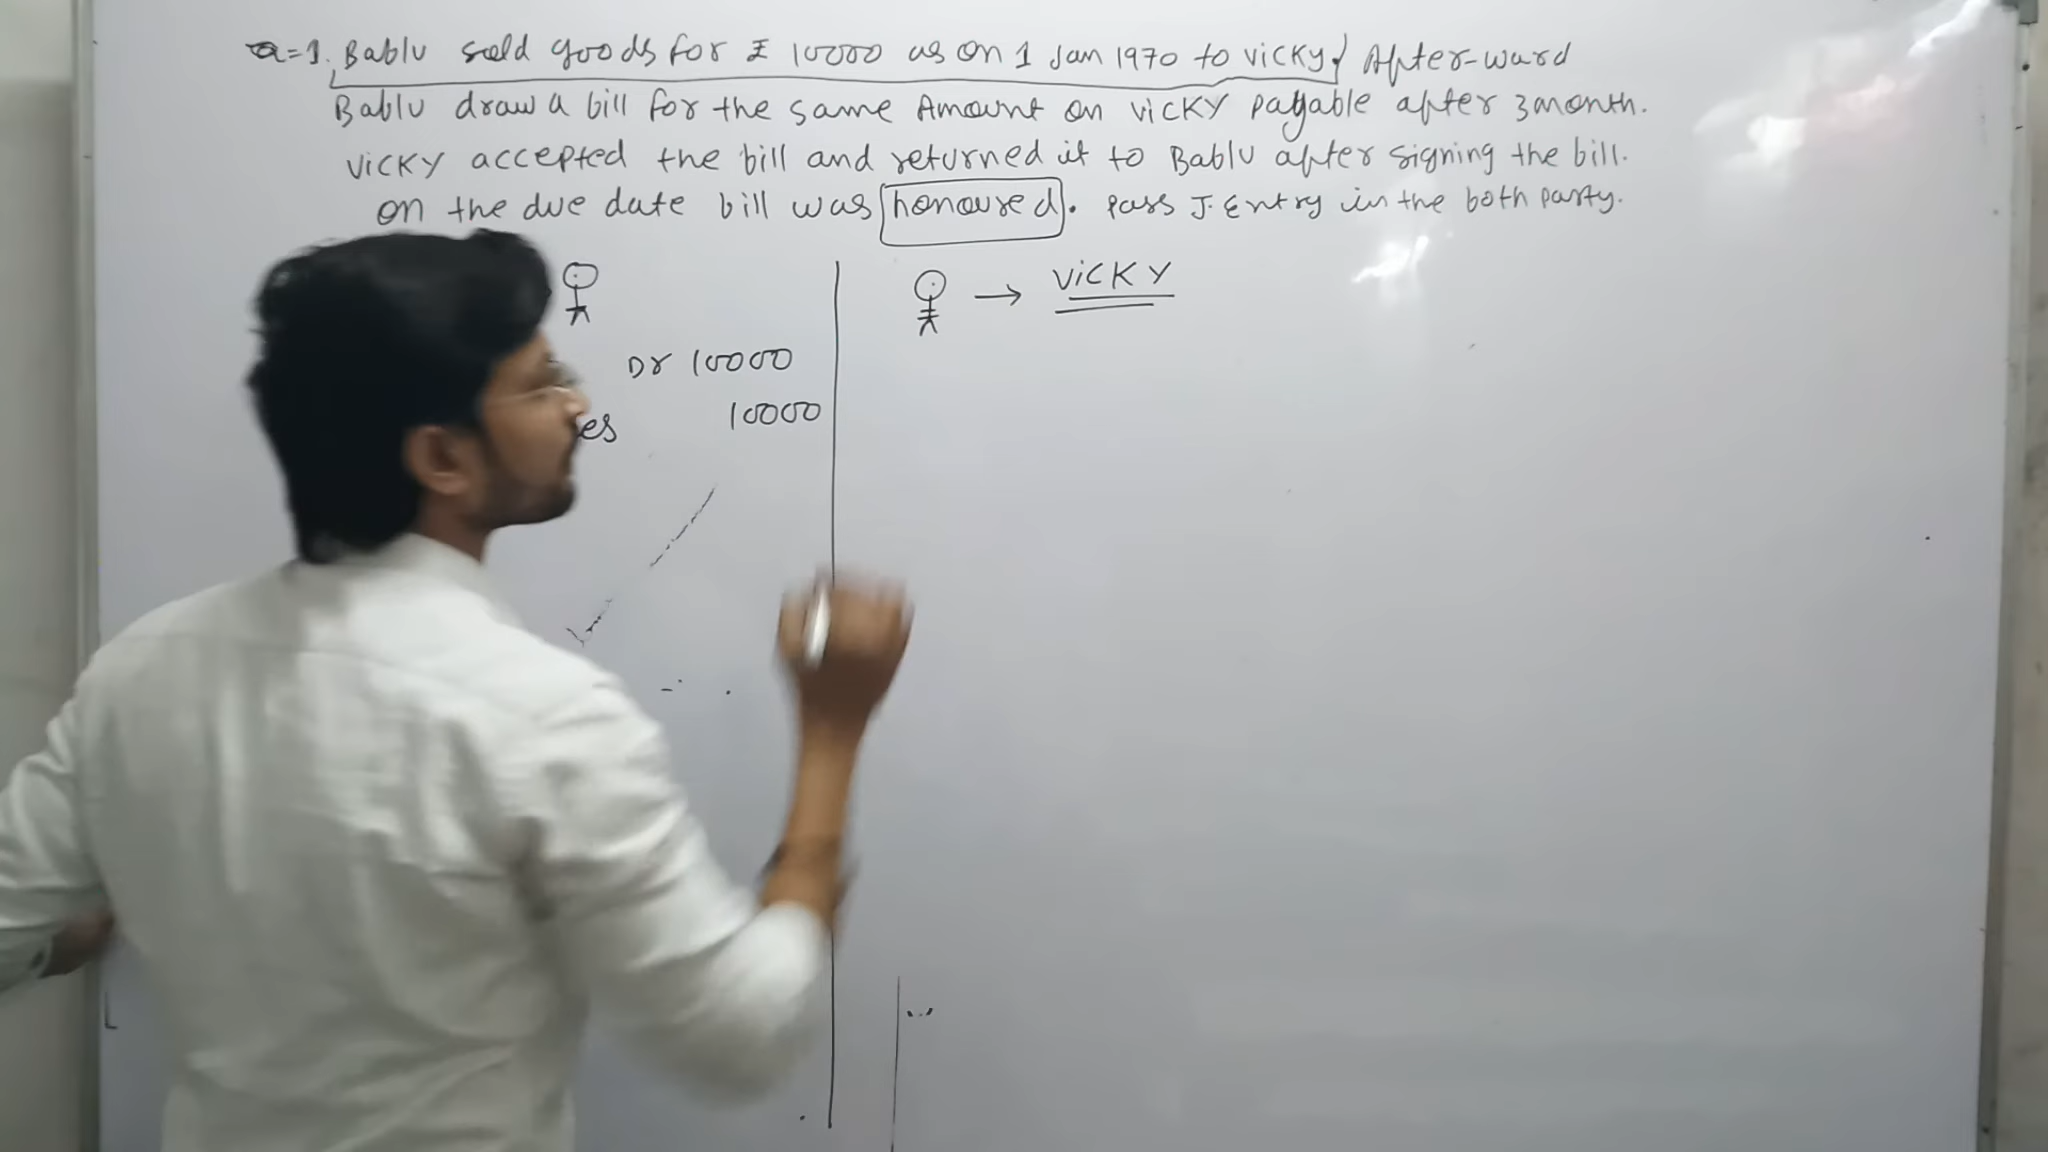 Q=1. Bablu sold goods for ₹ 10000 as on 1 Jan 1970 to vicky. After-ward
Bablu draw a bill for the same Amount on vicky payable after 3 month.
vicky accepted the bill and returned it to Bablu after signing the bill.
on the due date bill was honoured. Pass J. Entry in the both party.
→ VICKY
Dr 10000
10000